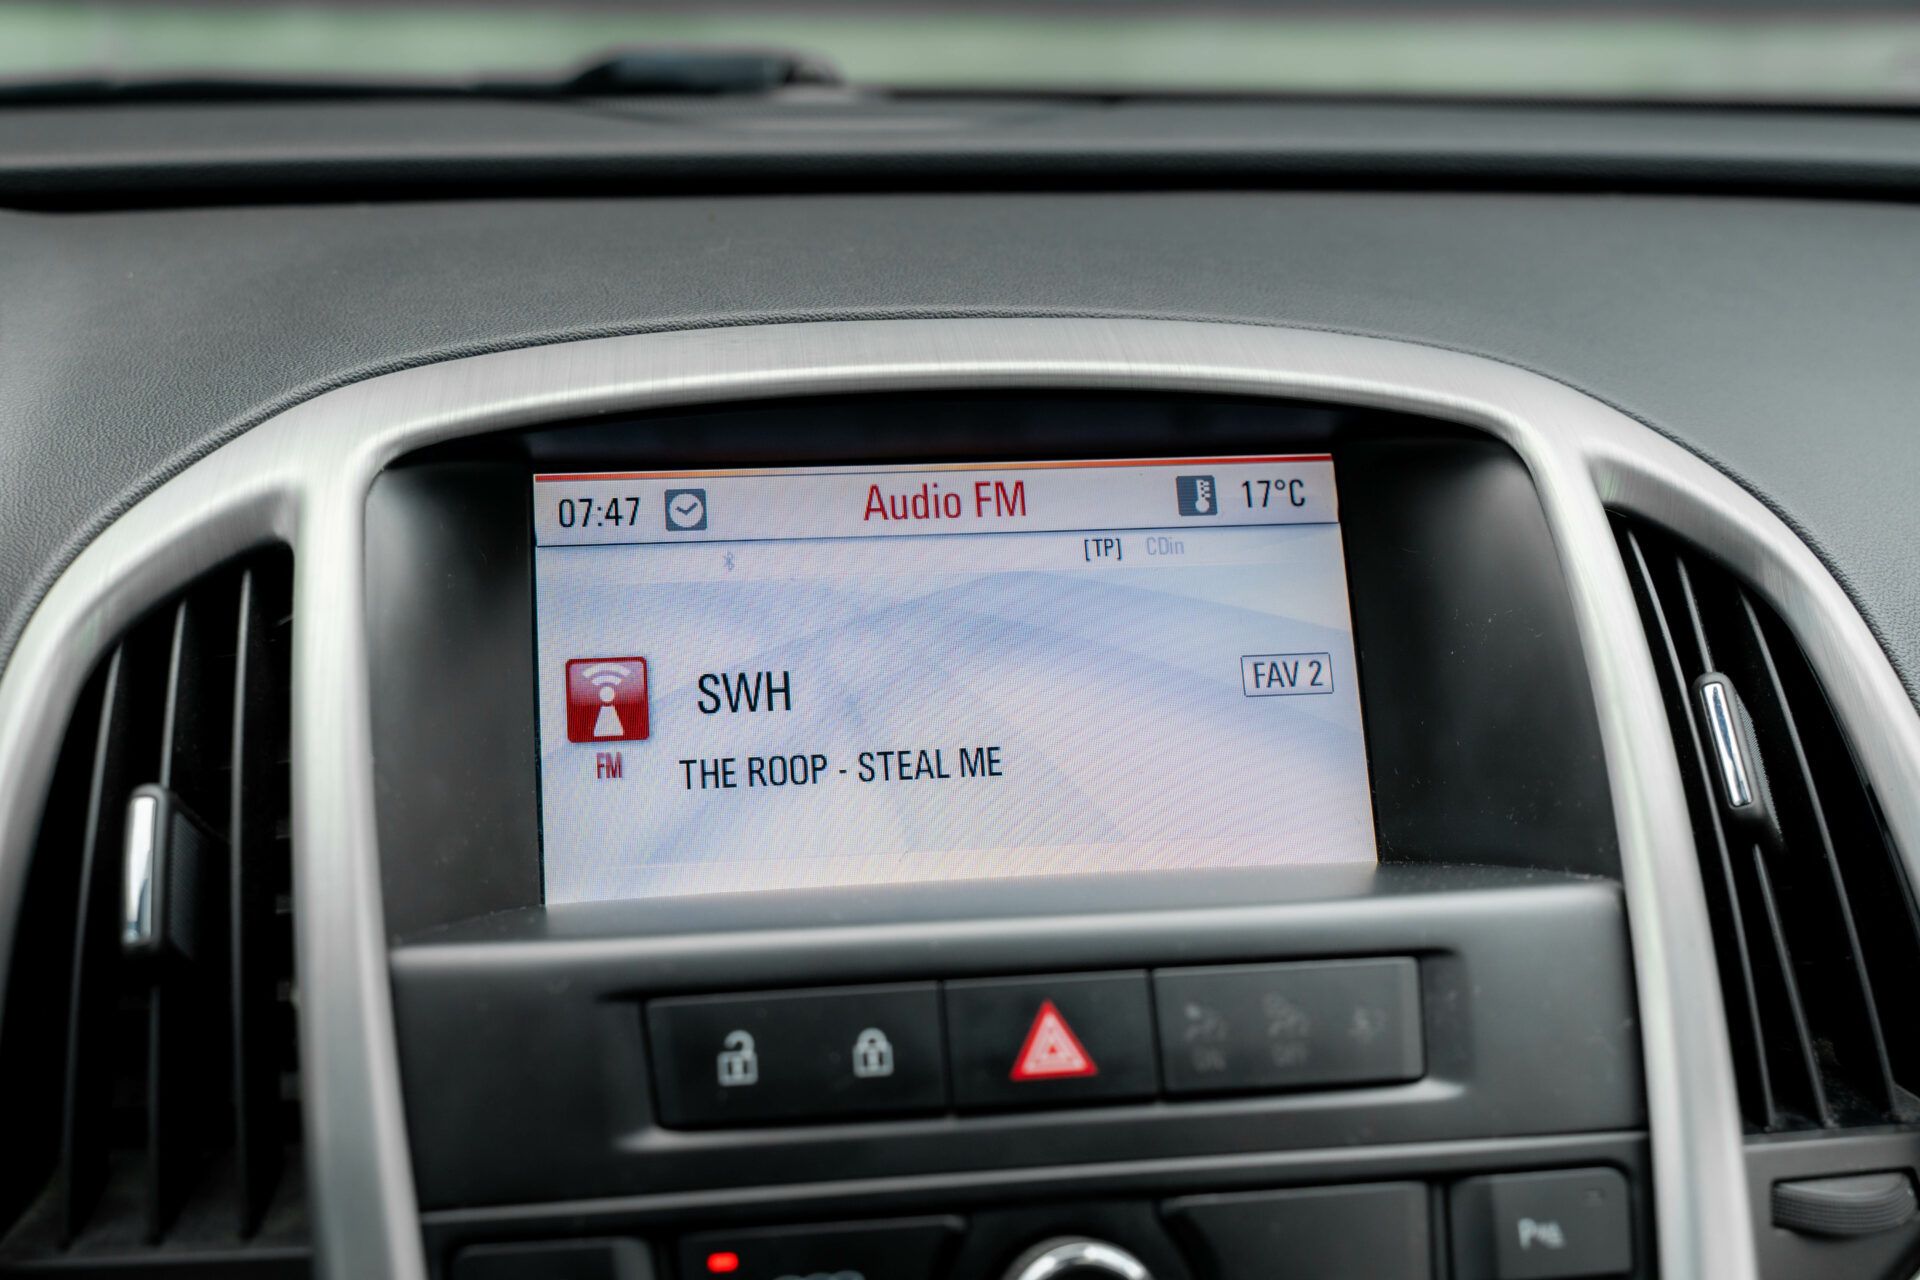 07:47 Audio FM 17°C
[TP] CDin
SWH FAV 2
FM
THE ROOP - STEAL ME